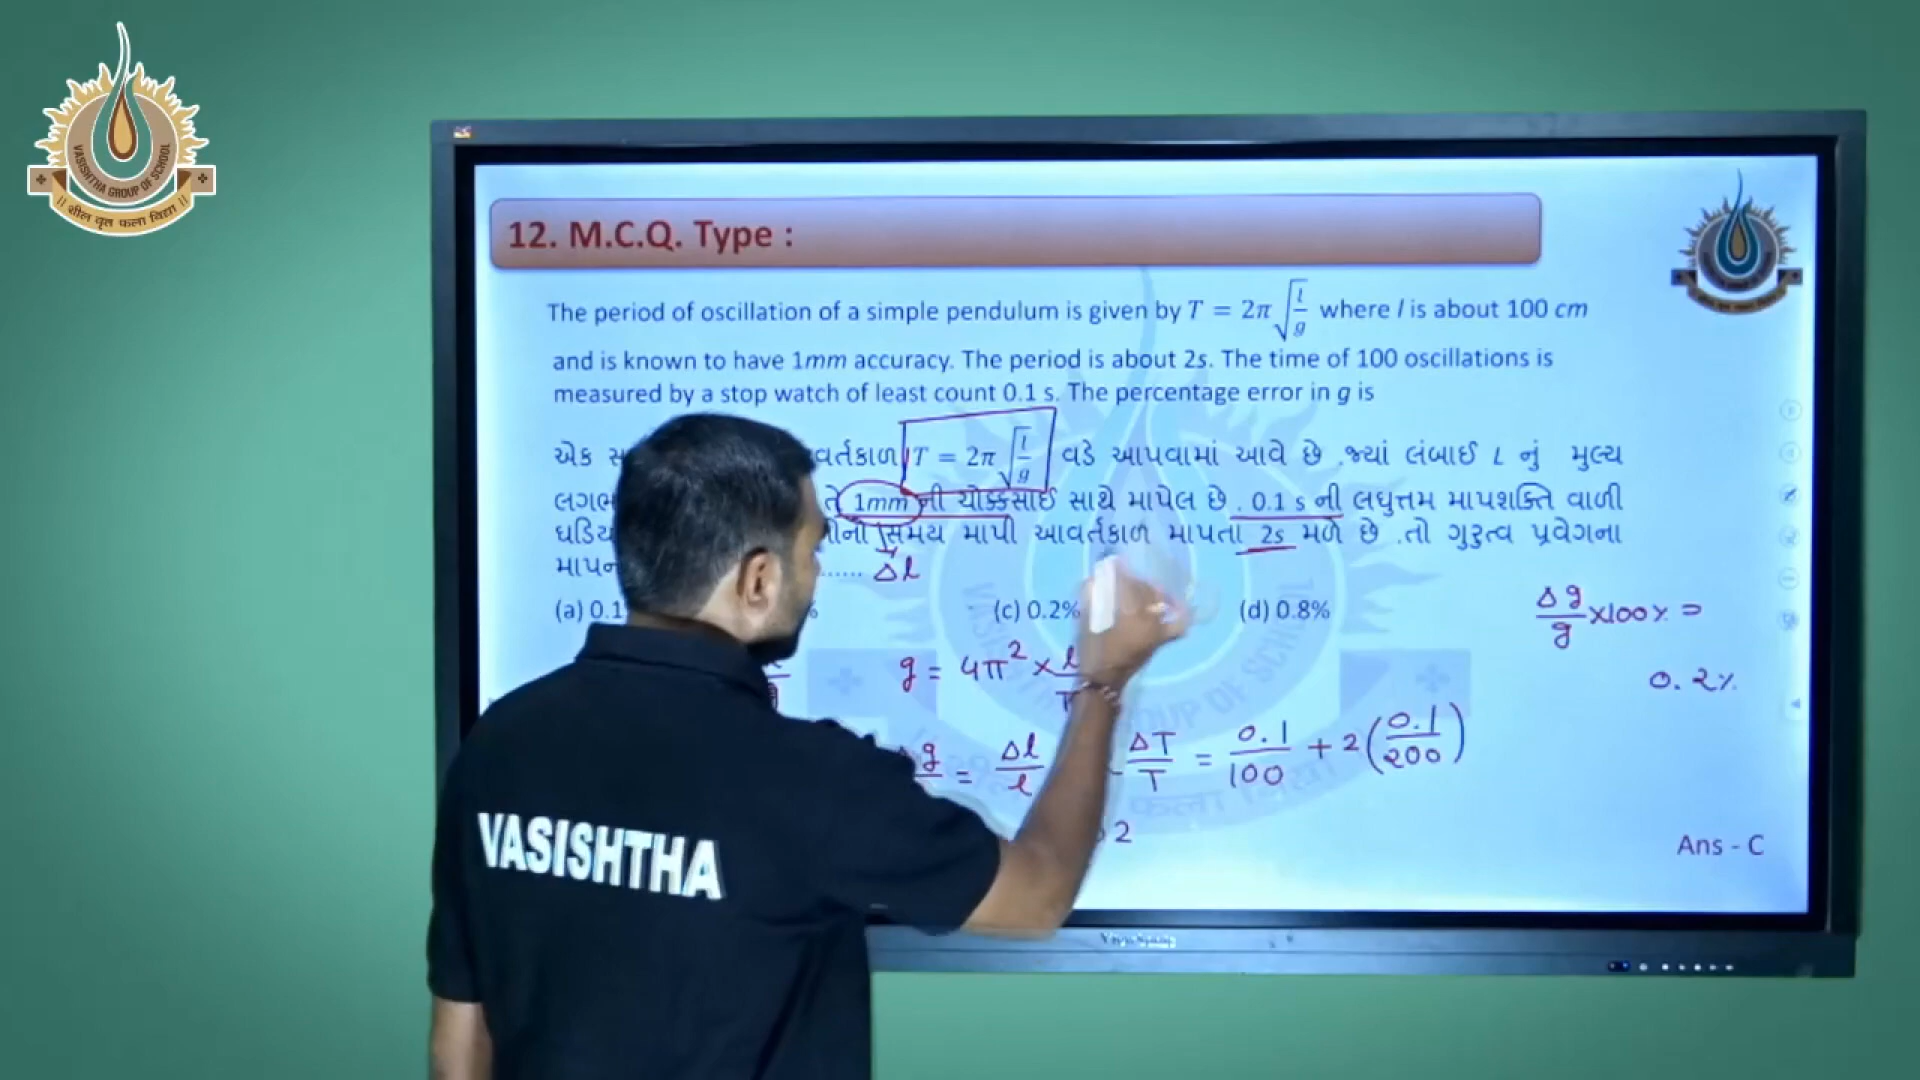 VASISHTHA GROUP OF SCHOOL
|| शील वृत्त फला विद्या ||
12. M.C.Q. Type :
The period of oscillation of a simple pendulum is given by T = 2π √(l/g) where l is about 100 cm
and is known to have 1mm accuracy. The period is about 2s. The time of 100 oscillations is
measured by a stop watch of least count 0.1 s. The percentage error in g is
એક વર્તકાળ T = 2π √(l/g) વડે આપવામાં આવે છે .જ્યાં લંબાઈ L નું મુલ્ય
તે 1mm ની ચોક્કસાઈ સાથે માપેલ છે . 0.1 s ની લઘુત્તમ માપશક્તિ વાળી
સમય માપી આવર્તકાળ માપતા 2s મળે છે .તો ગુરુત્વ પ્રવેગના
...... Δl
(a) 0.1 % (c) 0.2% (d) 0.8%
Δg/g ×100% =
g = 4π² × l
0.2%
Δg = Δl/l ΔT/T = 0.1/100 + 2(0.1/200)
2
Ans - C
VASISHTHA
ViewSonic